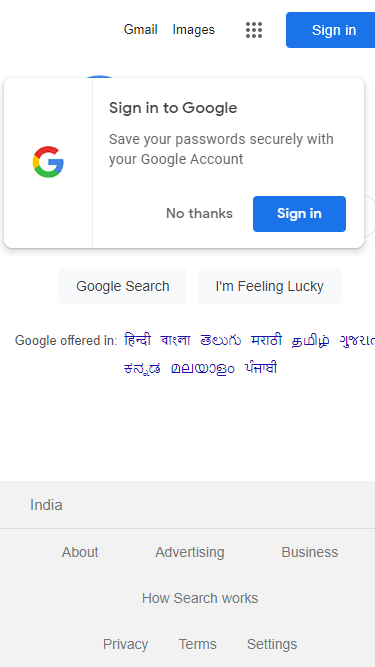 Gmail Images Sign in
Sign in to Google
Save your passwords securely with
your Google Account
No thanks Sign in
Google Search I'm Feeling Lucky
Google offered in: हिन्दी বাংলা తెలుగు मराठी தமிழ்
ಕನ್ನಡ മലയാളം ਪੰਜਾਬੀ
India
About Advertising Business
How Search works
Privacy Terms Settings